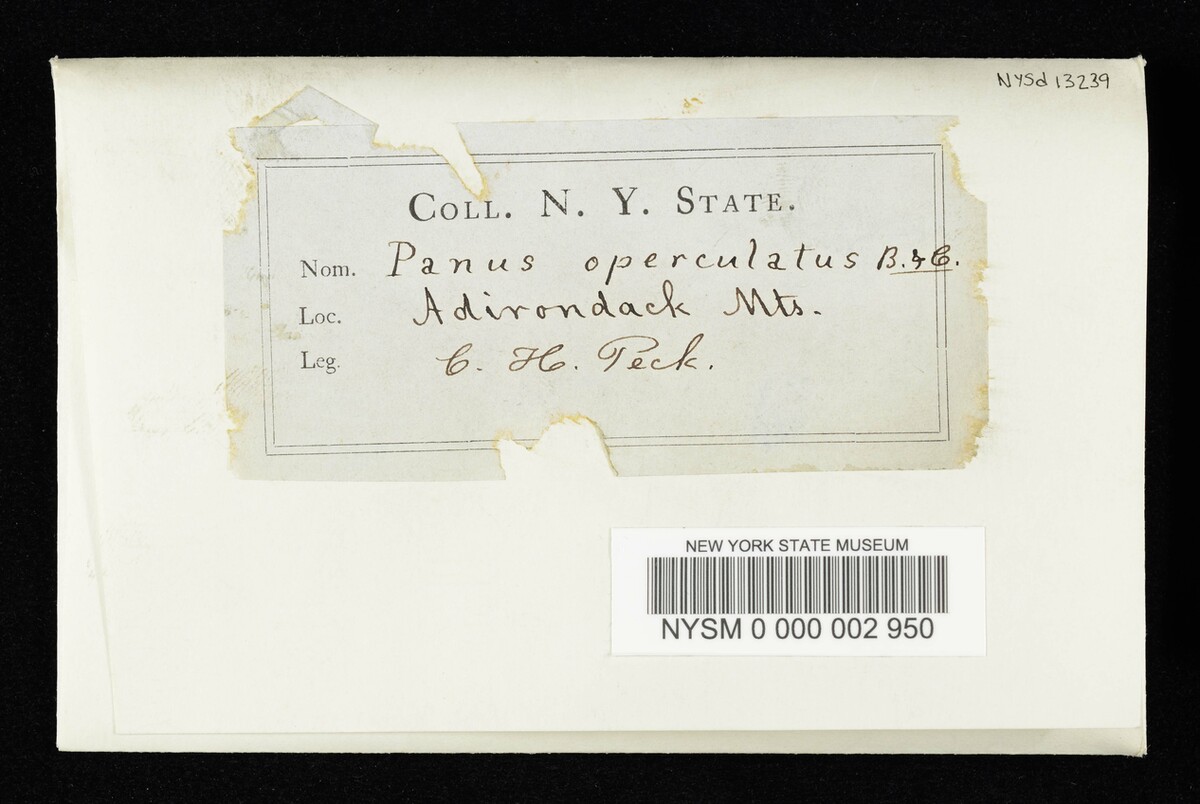 NYSd 13239
COLL. N. Y. STATE.
Nom. Panus operculatus B. & C.
Loc. Adirondack Mts.
Leg. C. H. Peck.
NEW YORK STATE MUSEUM
NYSM 0 000 002 950